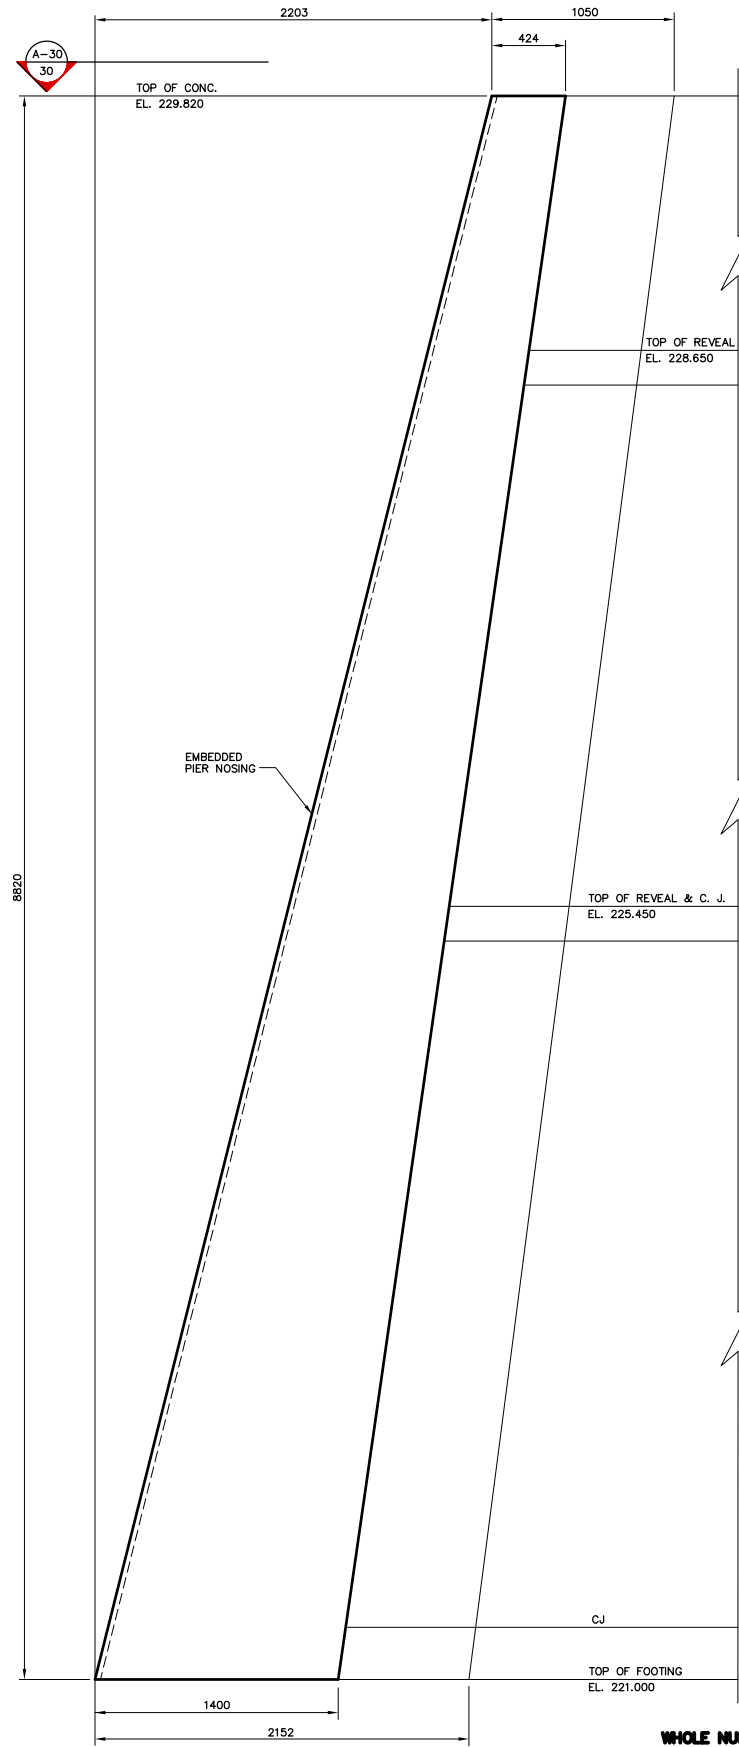 2203
1050
424
A-30
30
TOP OF CONC.
EL. 229.820
TOP OF REVEAL
EL. 228.650
EMBEDDED
PIER NOSING
8820
TOP OF REVEAL & C. J.
EL. 225.450
CJ
TOP OF FOOTING
EL. 221.000
1400
2152
WHOLE